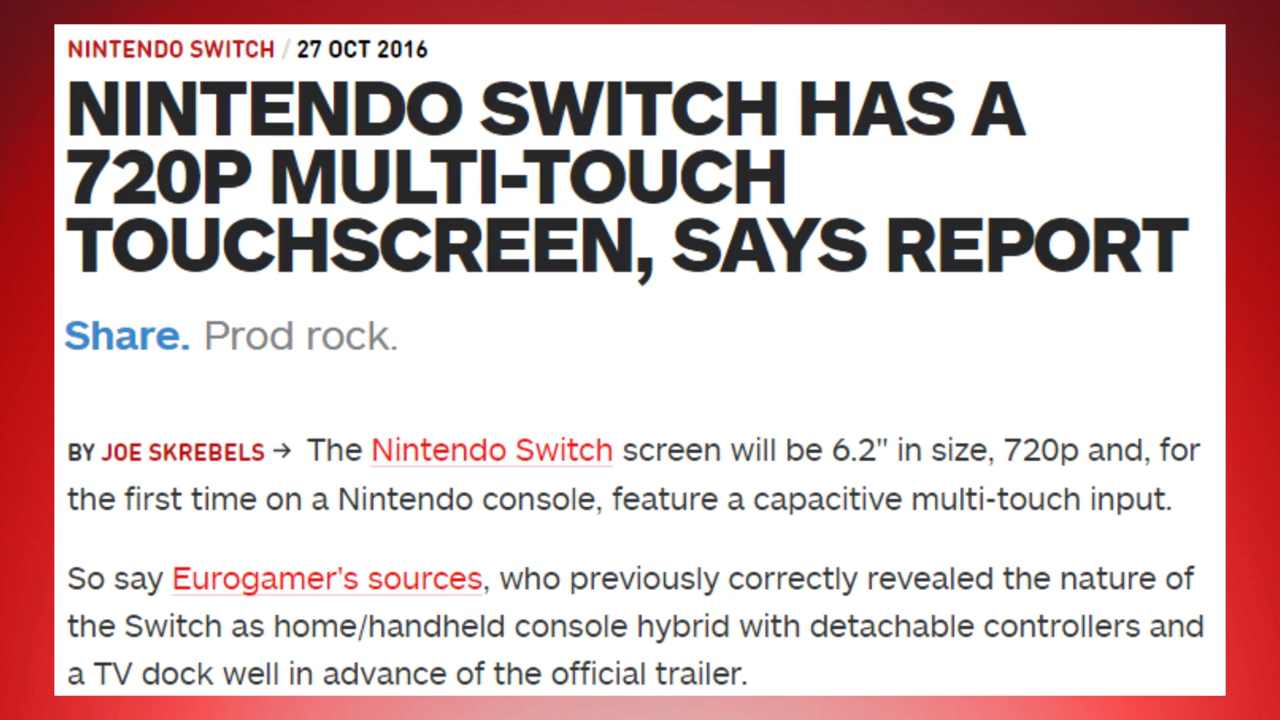 NINTENDO SWITCH / 27 OCT 2016
NINTENDO SWITCH HAS A
720P MULTI-TOUCH
TOUCHSCREEN, SAYS REPORT
Share. Prod rock.
BY JOE SKREBELS → The Nintendo Switch screen will be 6.2" in size, 720p and, for
the first time on a Nintendo console, feature a capacitive multi-touch input.
So say Eurogamer's sources, who previously correctly revealed the nature of
the Switch as home/handheld console hybrid with detachable controllers and
a TV dock well in advance of the official trailer.